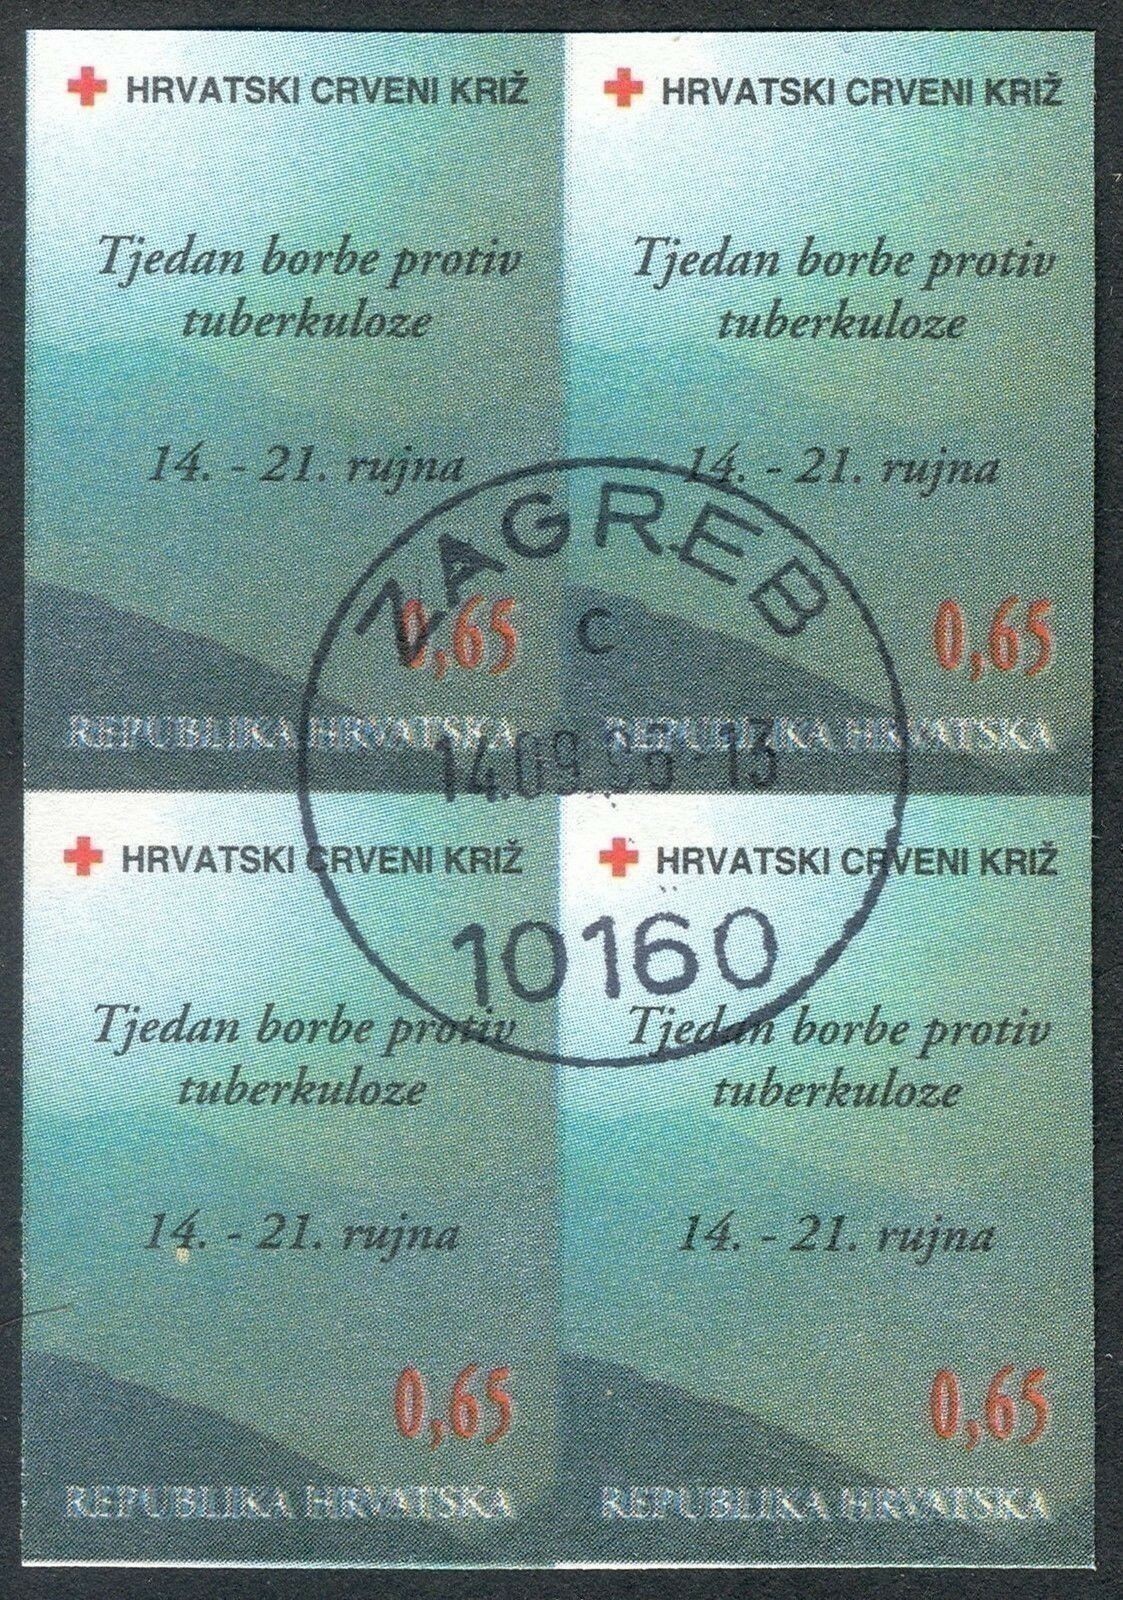 HRVATSKI CRVENI KRIŽ
Tjedan borbe protiv
tuberkuloze
14. - 21. rujna
0,65
REPUBLIKA HRVATSKA
HRVATSKI CRVENI KRIŽ
Tjedan borbe protiv
tuberkuloze
14. - 21. rujna
0,65
REPUBLIKA HRVATSKA
HRVATSKI CRVENI KRIŽ
Tjedan borbe protiv
tuberkuloze
14. - 21. rujna
0,65
REPUBLIKA HRVATSKA
HRVATSKI CRVENI KRIŽ
Tjedan borbe protiv
tuberkuloze
14. - 21. rujna
0,65
REPUBLIKA HRVATSKA
ZAGREB
C
10160